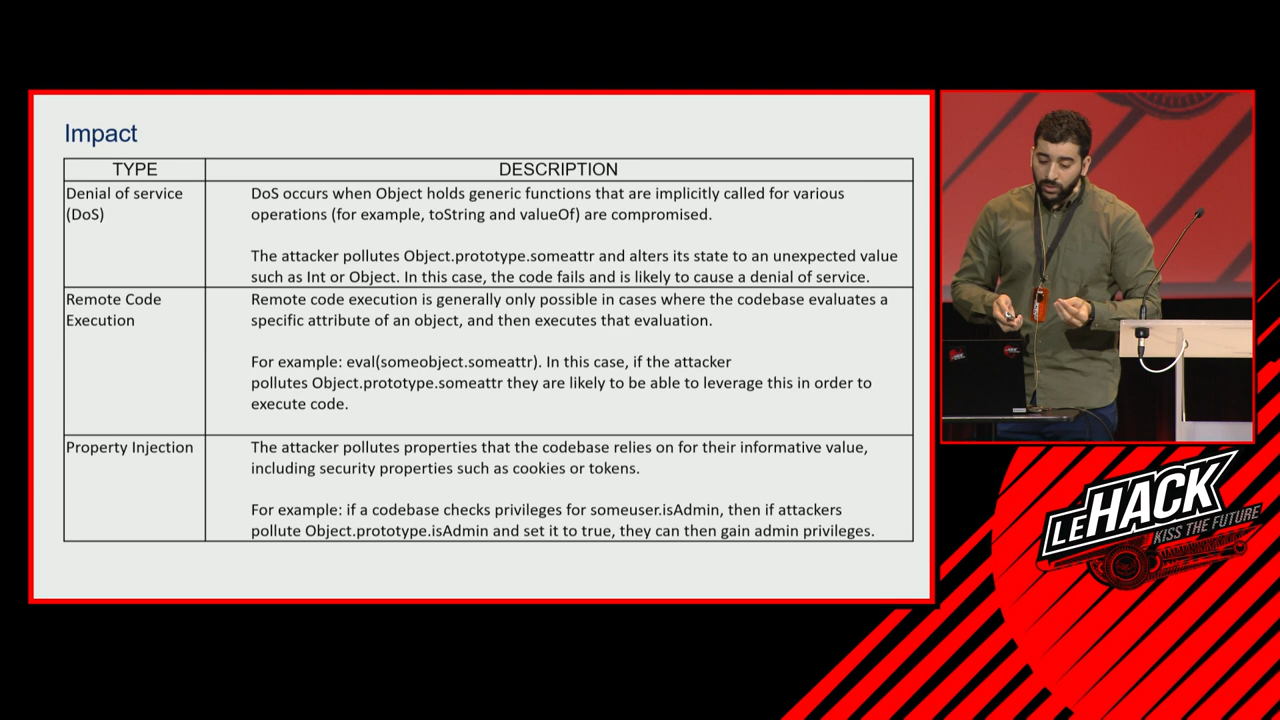 Impact
TYPE
DESCRIPTION
Denial of service
(DoS)
DoS occurs when Object holds generic functions that are implicitly called for various
operations (for example, toString and valueOf) are compromised.
The attacker pollutes Object.prototype.someattr and alters its state to an unexpected value
such as Int or Object. In this case, the code fails and is likely to cause a denial of service.
Remote Code
Execution
Remote code execution is generally only possible in cases where the codebase evaluates a
specific attribute of an object, and then executes that evaluation.
For example: eval(someobject.someattr). In this case, if the attacker
pollutes Object.prototype.someattr they are likely to be able to leverage this in order to
execute code.
Property Injection
The attacker pollutes properties that the codebase relies on for their informative value,
including security properties such as cookies or tokens.
For example: if a codebase checks privileges for someuser.isAdmin, then if attackers
pollute Object.prototype.isAdmin and set it to true, they can then gain admin privileges.
LEHACK
KISS THE FUTURE